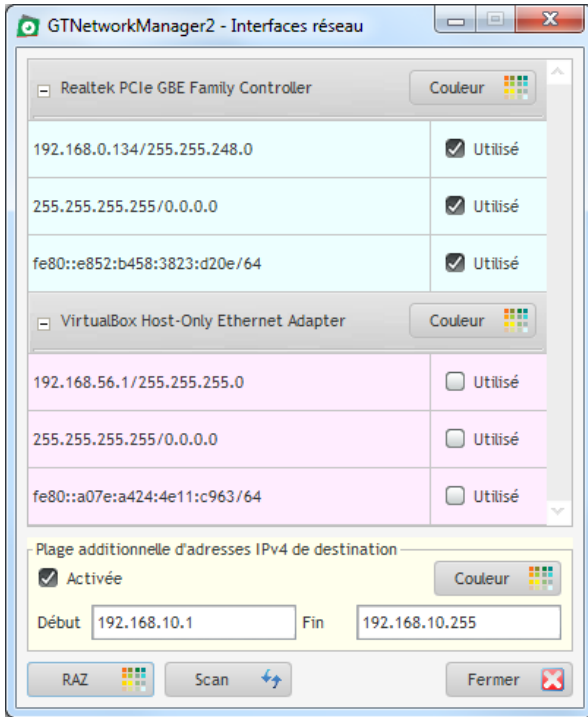 GTNetworkManager2 - Interfaces réseau
Realtek PCIe GBE Family Controller Couleur
192.168.0.134/255.255.248.0 Utilisé
255.255.255.255/0.0.0.0 Utilisé
fe80::e852:b458:3823:d20e/64 Utilisé
VirtualBox Host-Only Ethernet Adapter Couleur
192.168.56.1/255.255.255.0 Utilisé
255.255.255.255/0.0.0.0 Utilisé
fe80::a07e:a424:4e11:c963/64 Utilisé
Plage additionnelle d'adresses IPv4 de destination
Activée Couleur
Début 192.168.10.1 Fin 192.168.10.255
RAZ Scan Fermer